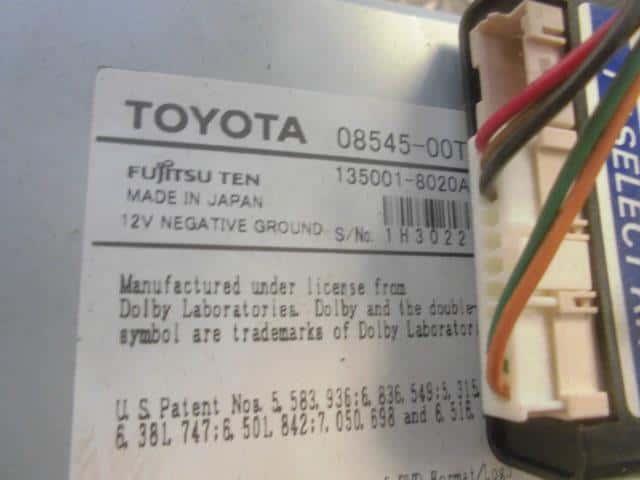 TOYOTA 08545-00T
FUJITSU TEN 135001-8020A
MADE IN JAPAN
12V NEGATIVE GROUND S/No. 1H3022
Manufactured under license from
Dolby Laboratories. Dolby and the double-
symbol are trademarks of Dolby Laborator
U.S. Patent Nos. 5,583,936;6,836,549;5,315,
6,381,747;6,501,842;7,050,698 and 6,516,
SELECT